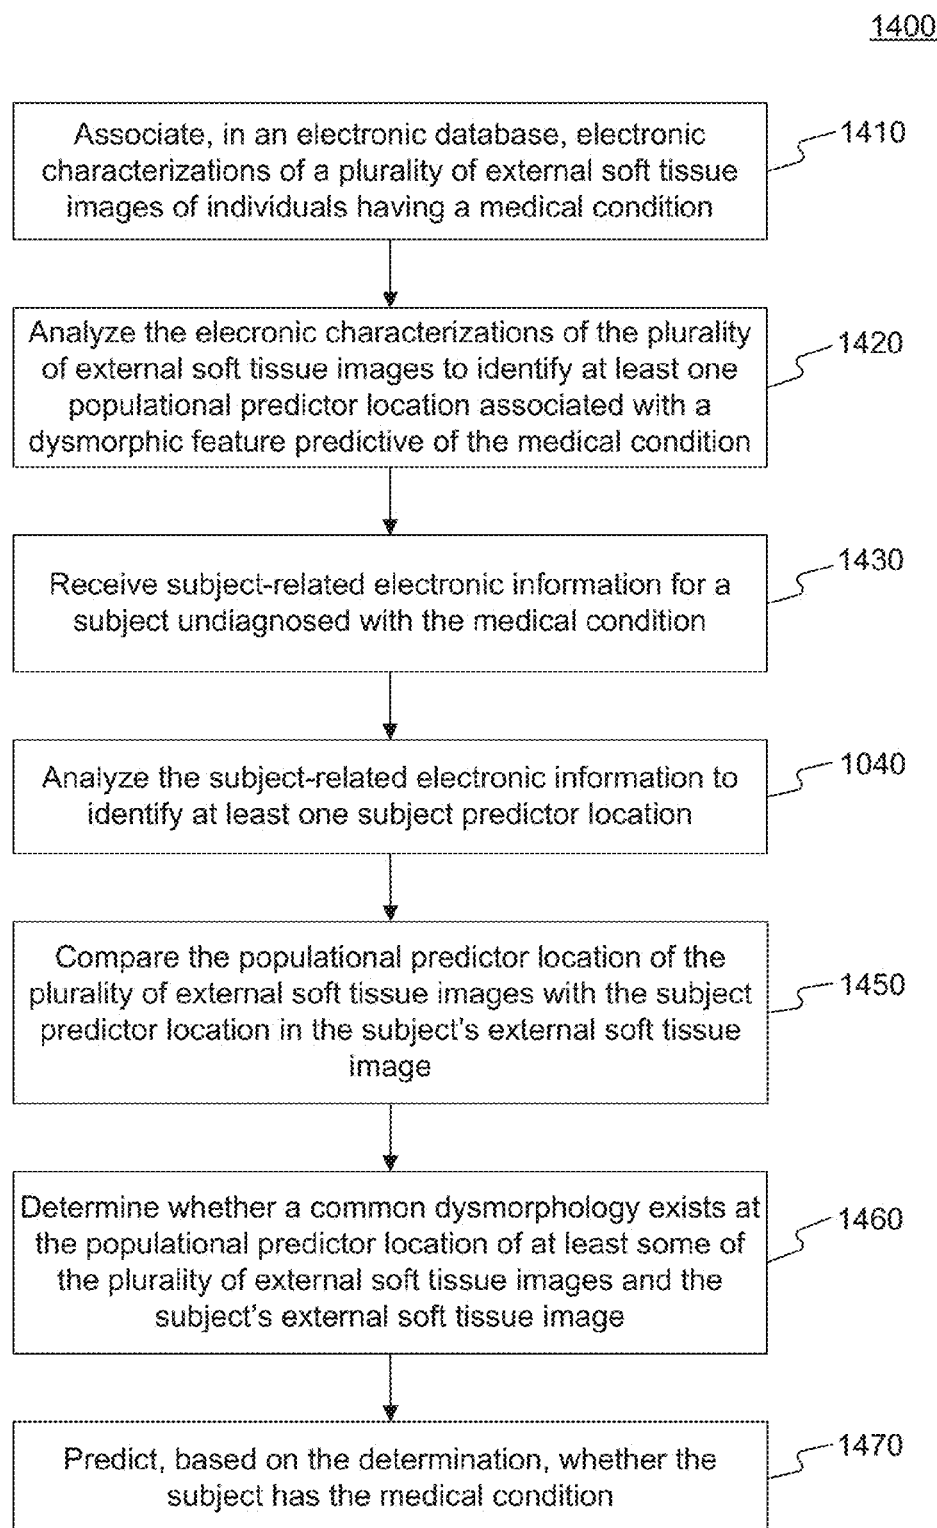 1400
Associate, in an electronic database, electronic
characterizations of a plurality of external soft tissue
images of individuals having a medical condition
1410
Analyze the elecronic characterizations of the plurality
of external soft tissue images to identify at least one
populational predictor location associated with a
dysmorphic feature predictive of the medical condition
1420
Receive subject-related electronic information for a
subject undiagnosed with the medical condition
1430
Analyze the subject-related electronic information to
identify at least one subject predictor location
1040
Compare the populational predictor location of the
plurality of external soft tissue images with the subject
predictor location in the subject's external soft tissue
image
1450
Determine whether a common dysmorphology exists at
the populational predictor location of at least some of
the plurality of external soft tissue images and the
subject's external soft tissue image
1460
Predict, based on the determination, whether the
subject has the medical condition
1470